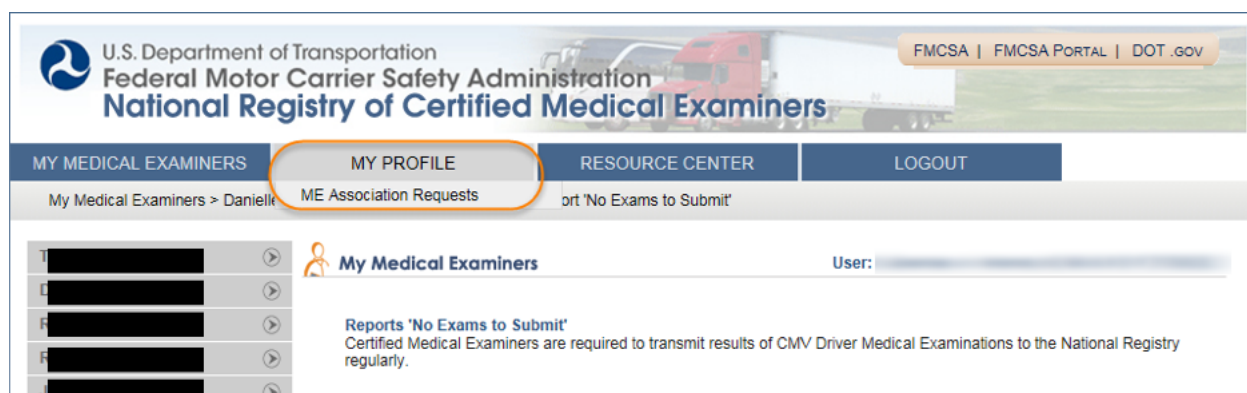 U.S. Department of Transportation
Federal Motor Carrier Safety Administration
National Registry of Certified Medical Examiners
FMCSA | FMCSA PORTAL | DOT .GOV
MY MEDICAL EXAMINERS MY PROFILE RESOURCE CENTER LOGOUT
My Medical Examiners > Danielle ME Association Requests ort 'No Exams to Submit'
My Medical Examiners User:
Reports 'No Exams to Submit'
Certified Medical Examiners are required to transmit results of CMV Driver Medical Examinations to the National Registry
regularly.